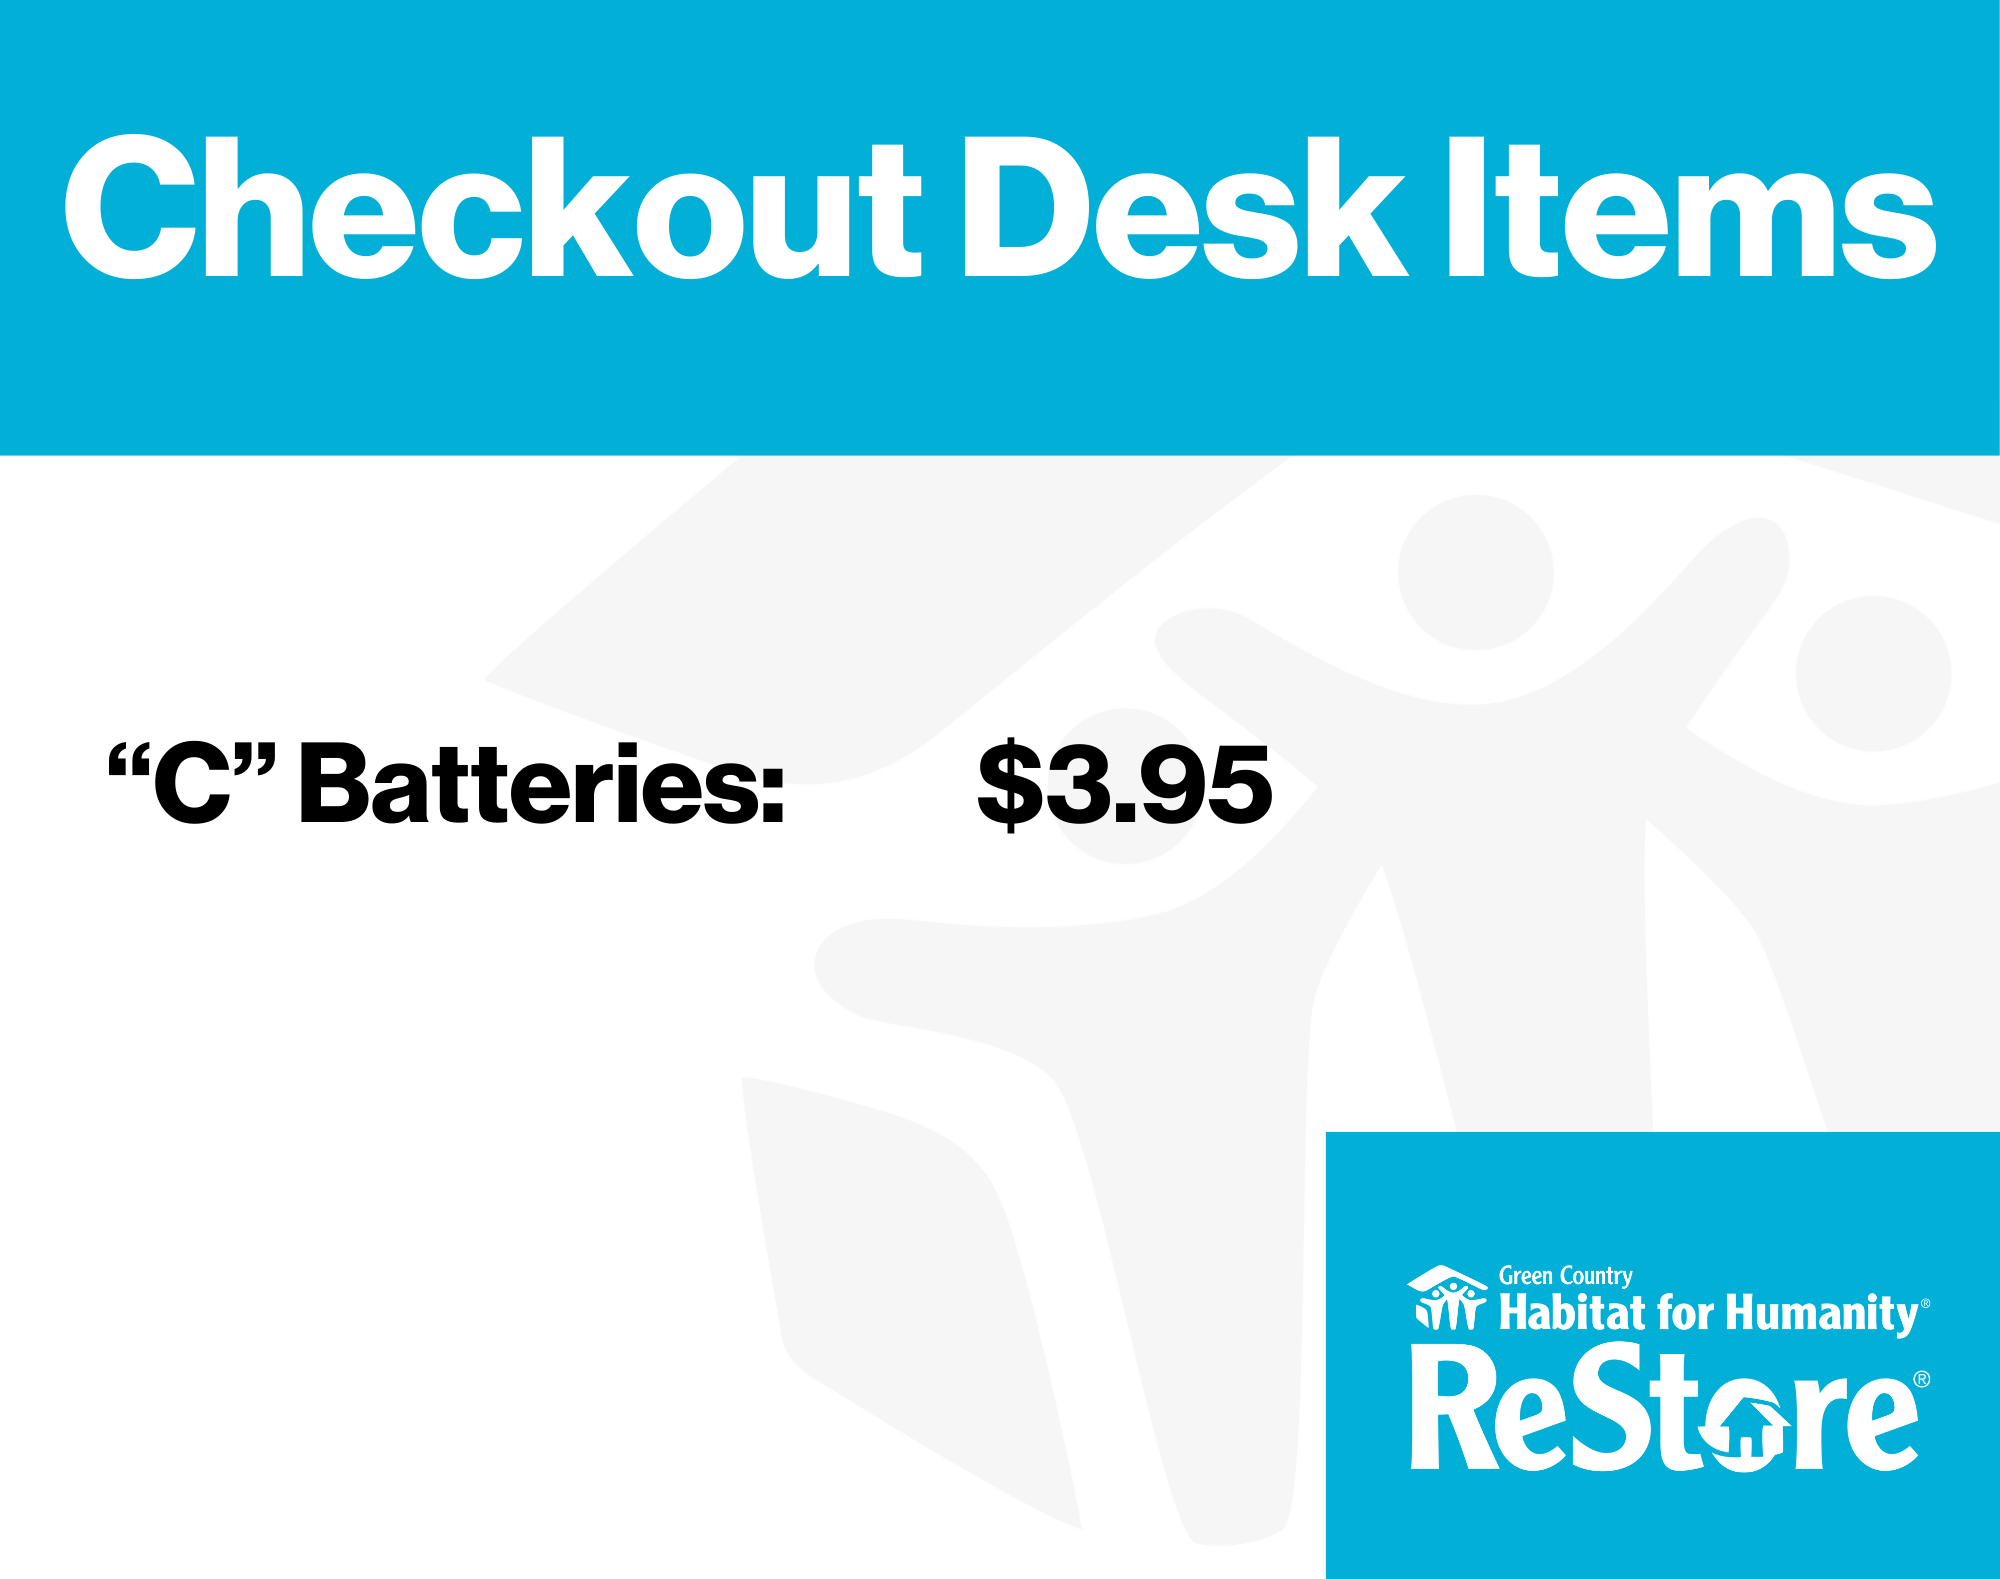 Checkout Desk Items
“C” Batteries: $3.95
Green Country
Habitat for Humanity®
ReStore®